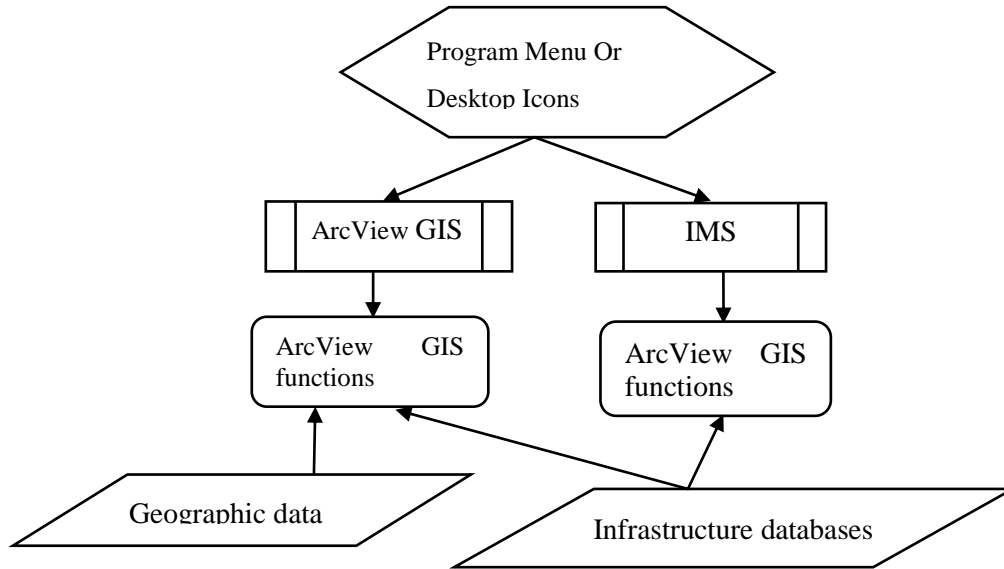 Program Menu Or
Desktop Icons
ArcView GIS
IMS
ArcView GIS
functions
ArcView GIS
functions
Geographic data
Infrastructure databases